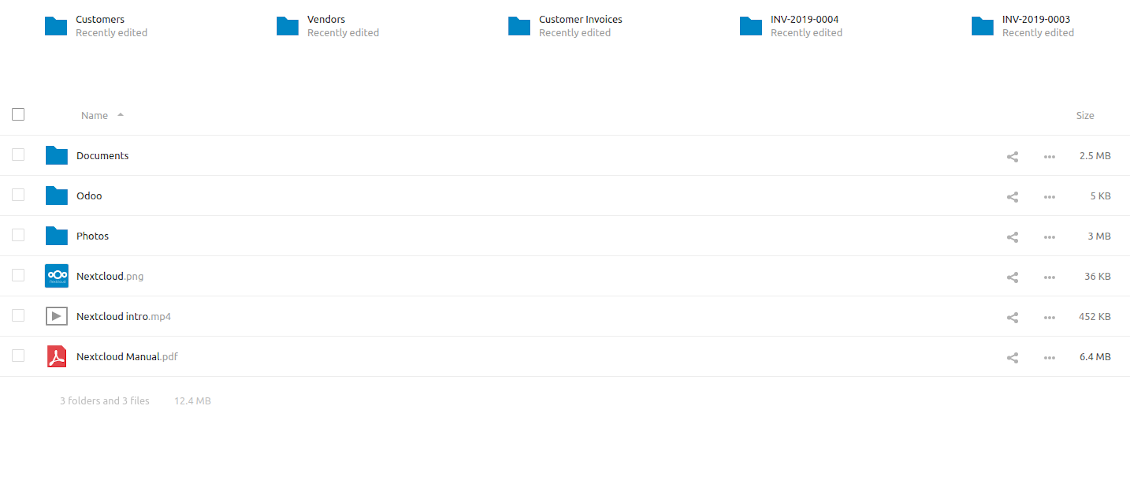 Customers
Recently edited
Vendors
Recently edited
Customer Invoices
Recently edited
INV-2019-0004
Recently edited
INV-2019-0003
Recently edited
Name Size
Documents 2.5 MB
Odoo 5 KB
Photos 3 MB
Nextcloud.png 36 KB
Nextcloud intro.mp4 452 KB
Nextcloud Manual.pdf 6.4 MB
3 folders and 3 files 12.4 MB